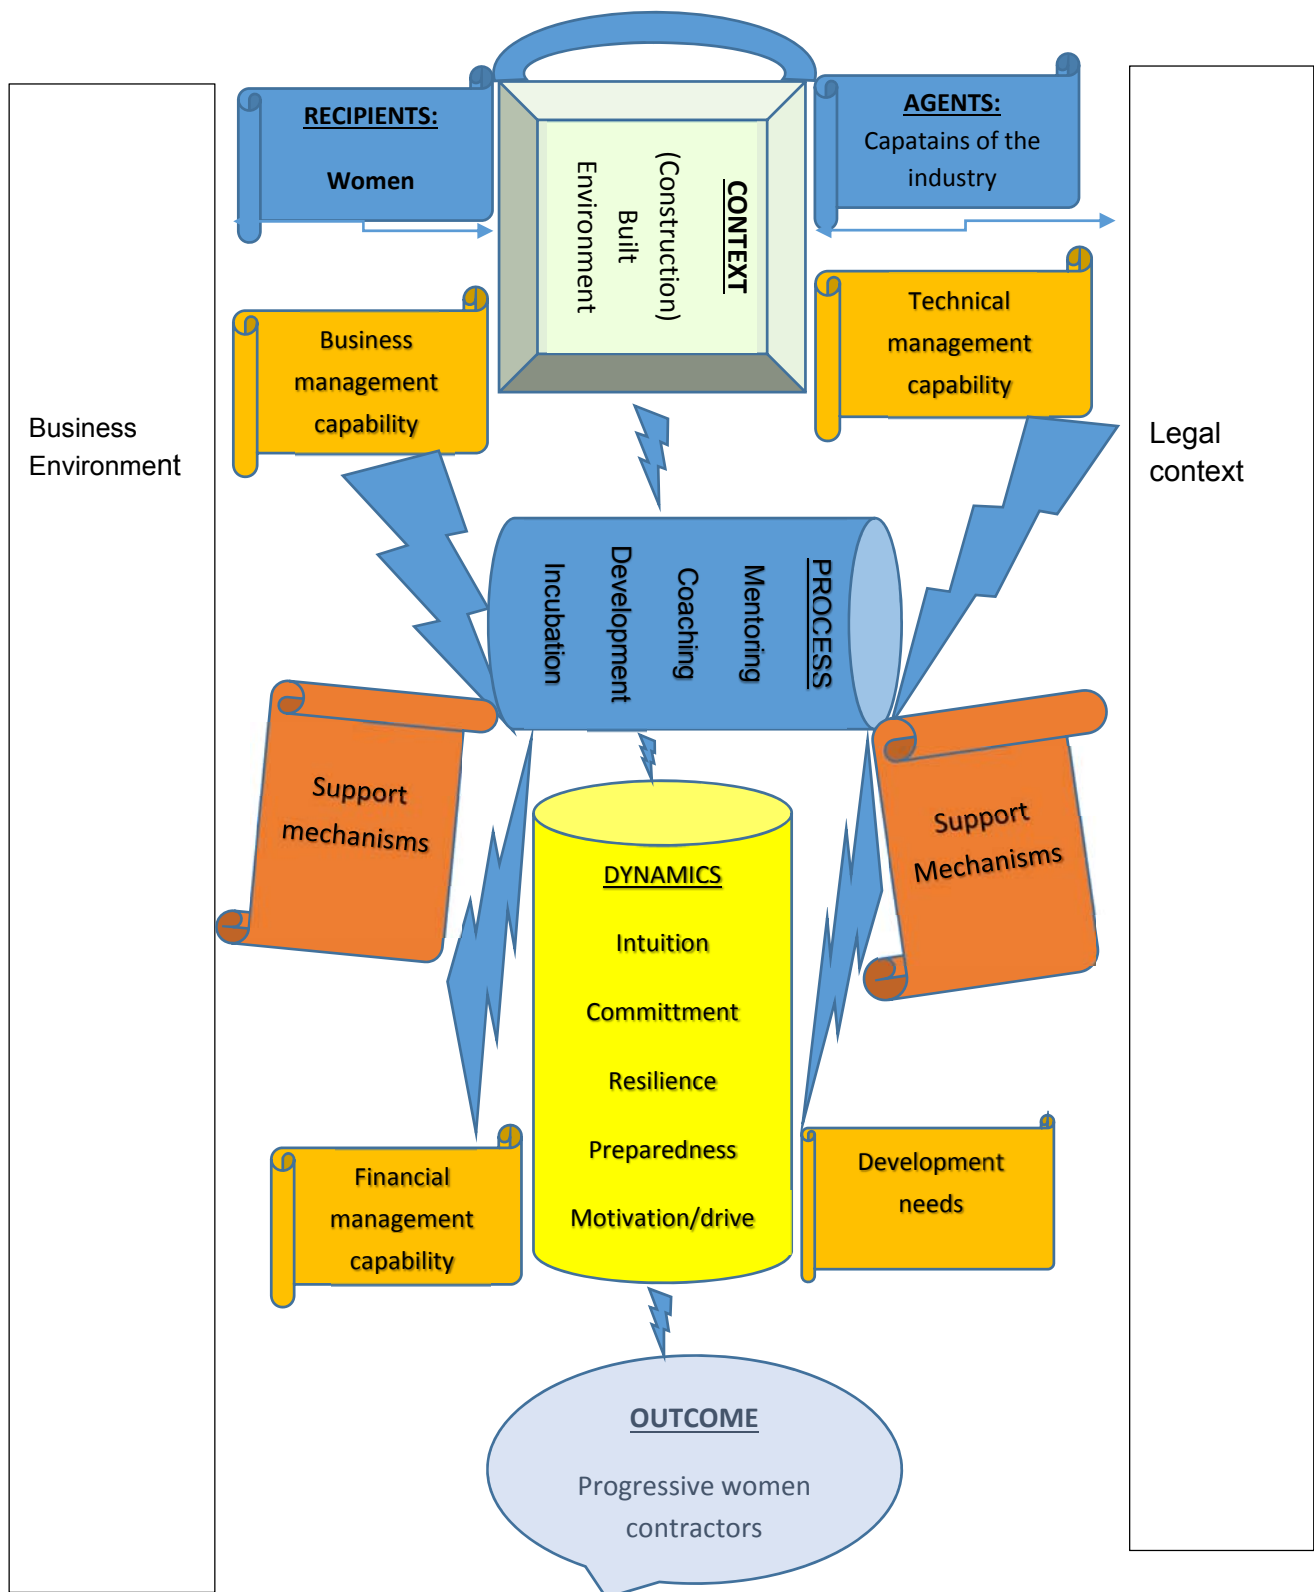 RECIPIENTS:
Women
CONTEXT
(Construction)
Built
Environment
AGENTS:
Capatains of the
industry
Business
management
capability
Technical
management
capability
Business
Environment
Legal
context
PROCESS
Mentoring
Coaching
Development
Incubation
Support
mechanisms
Support
Mechanisms
DYNAMICS
Intuition
Committment
Resilience
Preparedness
Motivation/drive
Financial
management
capability
Development
needs
OUTCOME
Progressive women
contractors